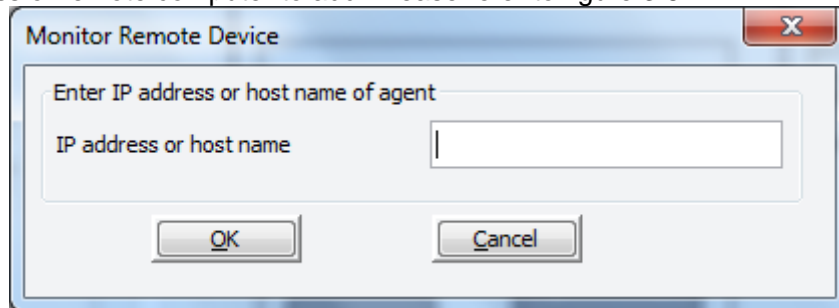 Monitor Remote Device
Enter IP address or host name of agent
IP address or host name
OK
Cancel